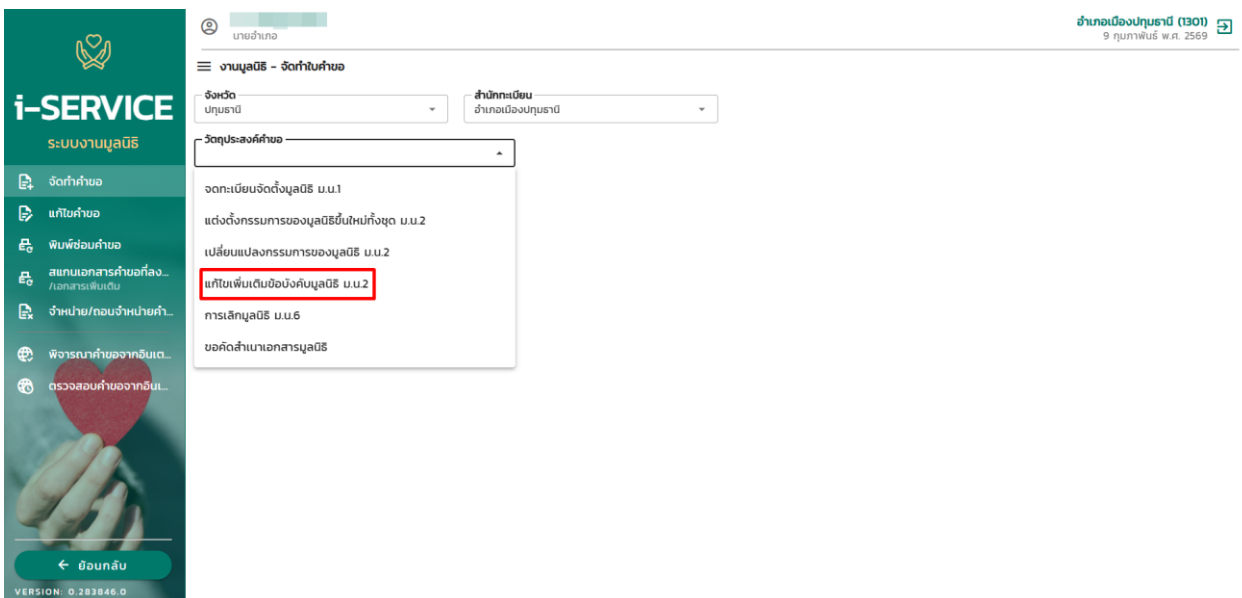 i-SERVICE
ระบบงานมูลนิธิ
จัดทำคำขอ
แก้ไขคำขอ
พิมพ์ซ่อมคำขอ
สแกนเอกสารคำขอที่ลง...
/เอกสารเพิ่มเติม
จำหน่าย/ถอนจำหน่ายคำ...
พิจารณาคำขอจากอินเต...
ตรวจสอบคำขอจากอินเ...
ย้อนกลับ
VERSION: 0.283846.0
นายอำเภอ
อำเภอเมืองปทุมธานี (1301)
9 กุมภาพันธ์ พ.ศ. 2569
งานมูลนิธิ - จัดทำใบคำขอ
จังหวัด
ปทุมธานี
สำนักทะเบียน
อำเภอเมืองปทุมธานี
วัตถุประสงค์คำขอ
จดทะเบียนจัดตั้งมูลนิธิ ม.น.1
แต่งตั้งกรรมการของมูลนิธิขึ้นใหม่ทั้งชุด ม.น.2
เปลี่ยนแปลงกรรมการของมูลนิธิ ม.น.2
แก้ไขเพิ่มเติมข้อบังคับมูลนิธิ ม.น.2
การเลิกมูลนิธิ ม.น.6
ขอคัดสำเนาเอกสารมูลนิธิ